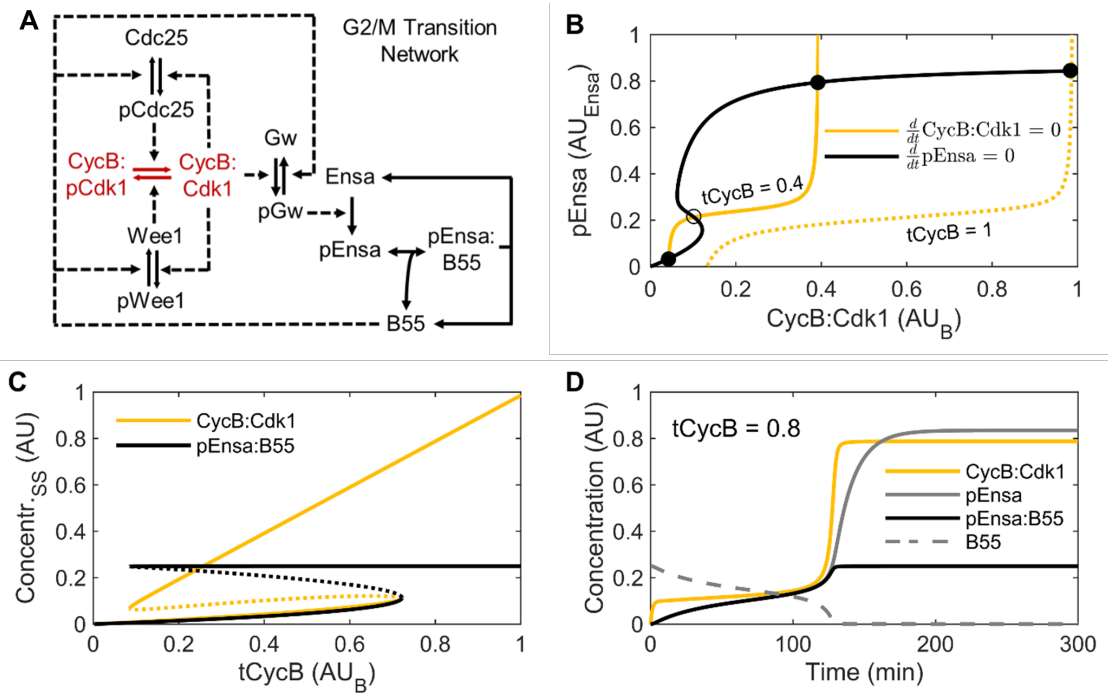 A
G2/M Transition
Network
Cdc25
pCdc25
CycB:
pCdk1
CycB:
Cdk1
Wee1
pWee1
Gw
pGw
Ensa
pEnsa
pEnsa:
B55
B55
B
pEnsa (AU_Ensa)
1
0.8
0.6
0.4
0.2
0
d/dt CycB:Cdk1 = 0
d/dt pEnsa = 0
tCycB = 0.4
tCycB = 1
0 0.2 0.4 0.6 0.8 1
CycB:Cdk1 (AU_B)
C
Concentr._SS (AU)
1
0.8
0.6
0.4
0.2
0
CycB:Cdk1
pEnsa:B55
0 0.2 0.4 0.6 0.8 1
tCycB (AU_B)
D
Concentration (AU)
1
0.8
0.6
0.4
0.2
0
tCycB = 0.8
CycB:Cdk1
pEnsa
pEnsa:B55
B55
0 100 200 300
Time (min)